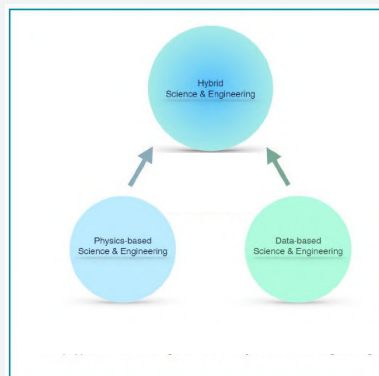 Hybrid
Science & Engineering
Physics-based
Science & Engineering
Data-based
Science & Engineering